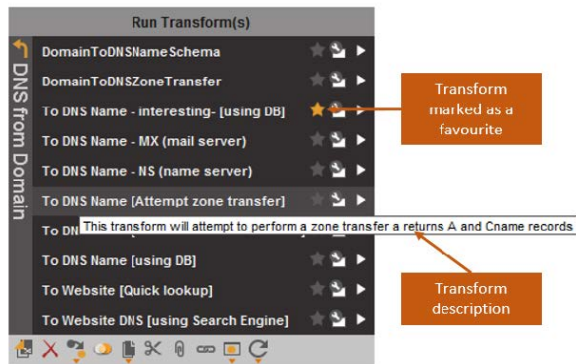 Run Transform(s)
DNS from Domain
DomainToDNSNameSchema
DomainToDNSZoneTransfer
To DNS Name - interesting- [using DB]
To DNS Name - MX (mail server)
To DNS Name - NS (name server)
To DNS Name [Attempt zone transfer]
This transform will attempt to perform a zone transfer a returns A and Cname records
To DN
To DNS Name [using DB]
To Website [Quick lookup]
To Website DNS [using Search Engine]
Transform
marked as a
favourite
Transform
description